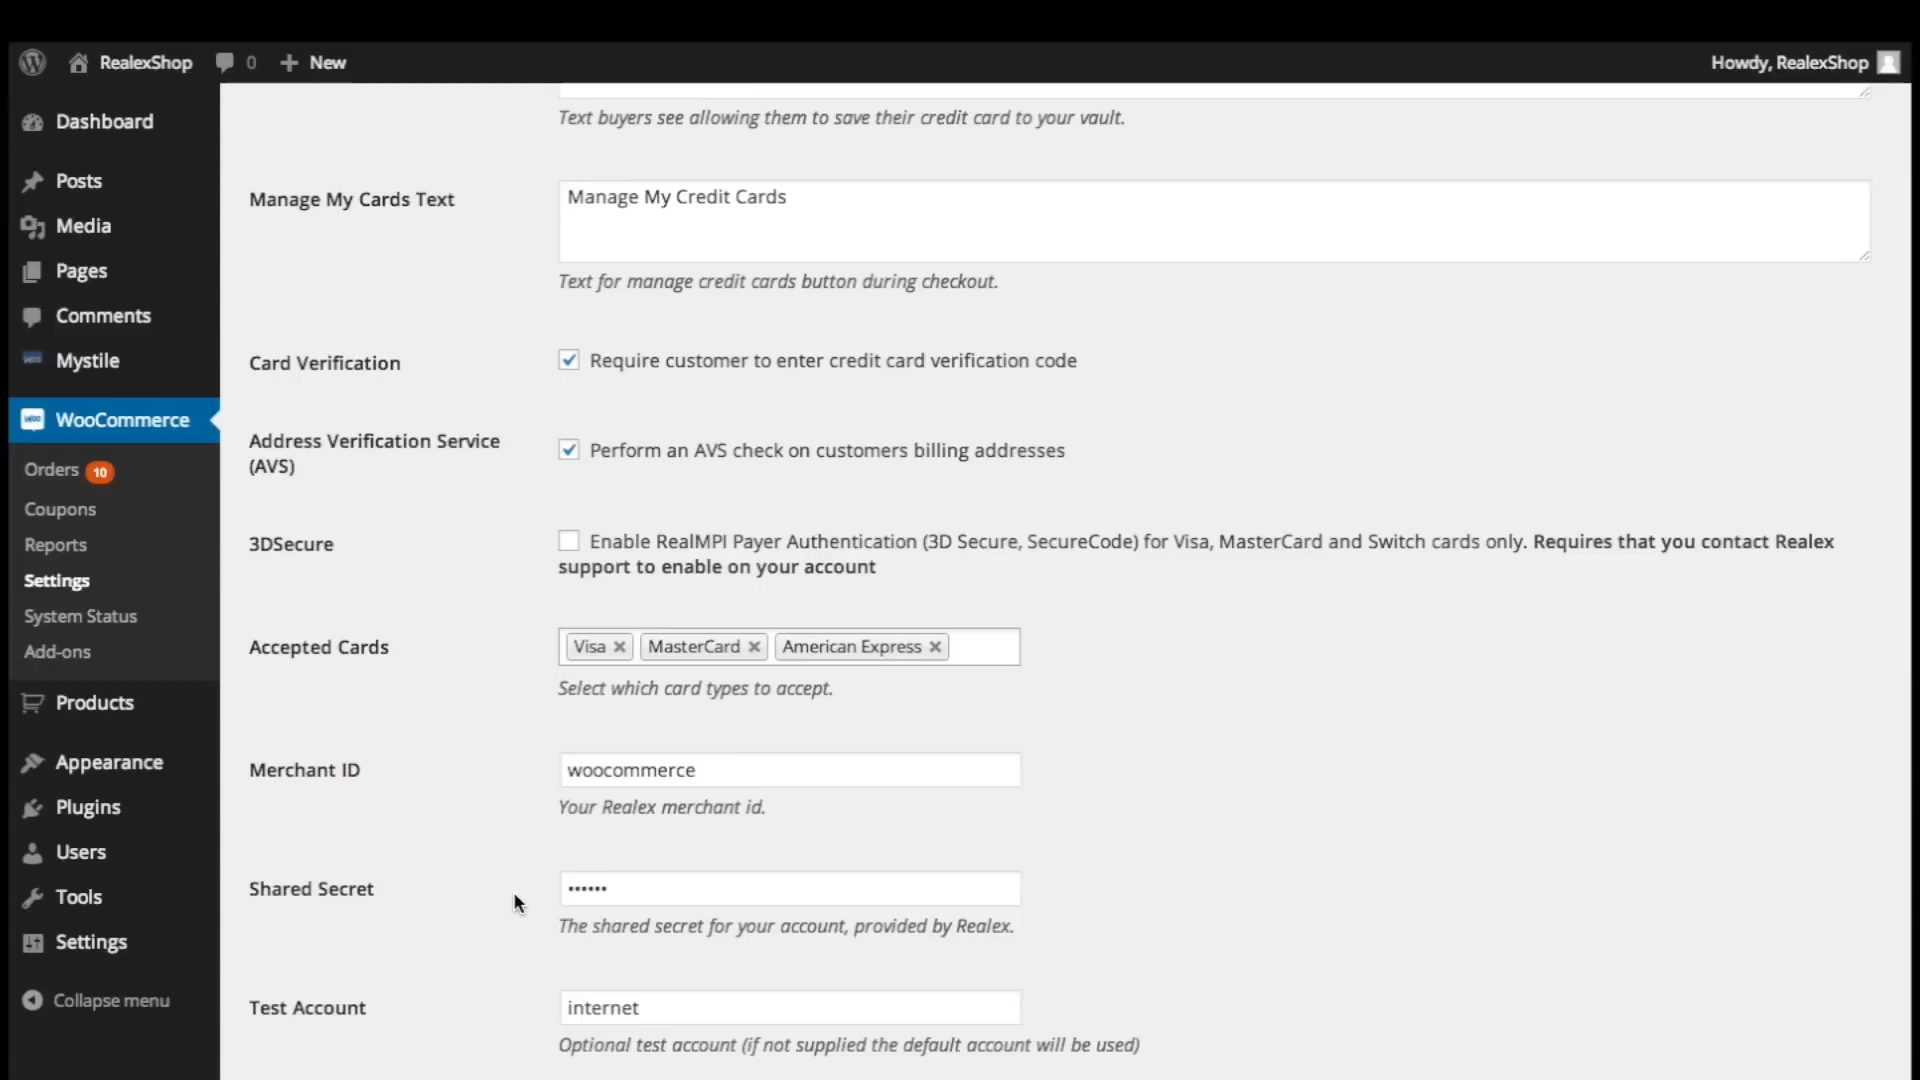 RealexShop 0 New Howdy, RealexShop
Dashboard
Posts
Media
Pages
Comments
Mystile
WooCommerce
Orders 10
Coupons
Reports
Settings
System Status
Add-ons
Products
Appearance
Plugins
Users
Tools
Settings
Collapse menu
Text buyers see allowing them to save their credit card to your vault.
Manage My Cards Text
Manage My Credit Cards
Text for manage credit cards button during checkout.
Card Verification
Require customer to enter credit card verification code
Address Verification Service
(AVS)
Perform an AVS check on customers billing addresses
3DSecure
Enable RealMPI Payer Authentication (3D Secure, SecureCode) for Visa, MasterCard and Switch cards only. Requires that you contact Realex
support to enable on your account
Accepted Cards
Visa MasterCard American Express
Select which card types to accept.
Merchant ID
woocommerce
Your Realex merchant id.
Shared Secret
••••••
The shared secret for your account, provided by Realex.
Test Account
internet
Optional test account (if not supplied the default account will be used)